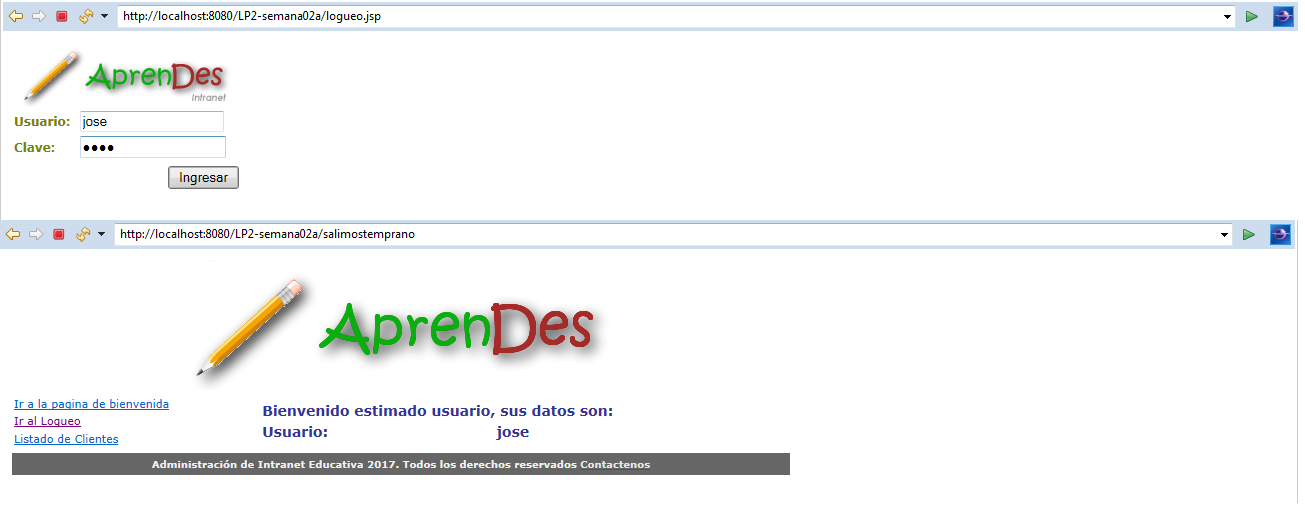 http://localhost:8080/LP2-semana02a/logueo.jsp
AprenDes
Intranet
Usuario: jose
Clave: ●●●●
Ingresar
http://localhost:8080/LP2-semana02a/salimostemprano
AprenDes
Ir a la pagina de bienvenida
Ir al Logueo
Listado de Clientes
Bienvenido estimado usuario, sus datos son:
Usuario: jose
Administración de Intranet Educativa 2017. Todos los derechos reservados Contactenos